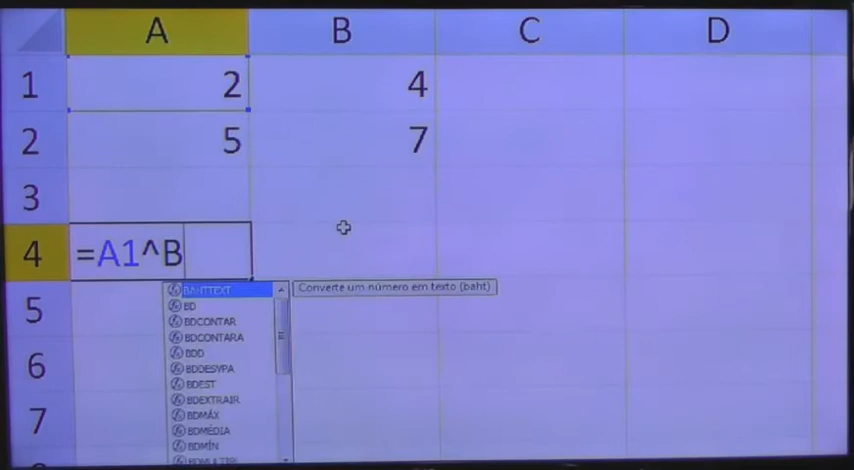 A B C D
1 2 4
2 5 7
3
4 =A1^B
BAHTTEXT Converte um número em texto (baht)
BD
5 BDCONTAR
BDCONTARA
BDD
6 BDDESVPA
BDEST
BDEXTRAIR
7 BDMÁX
BDMÉDIA
BDMÍN